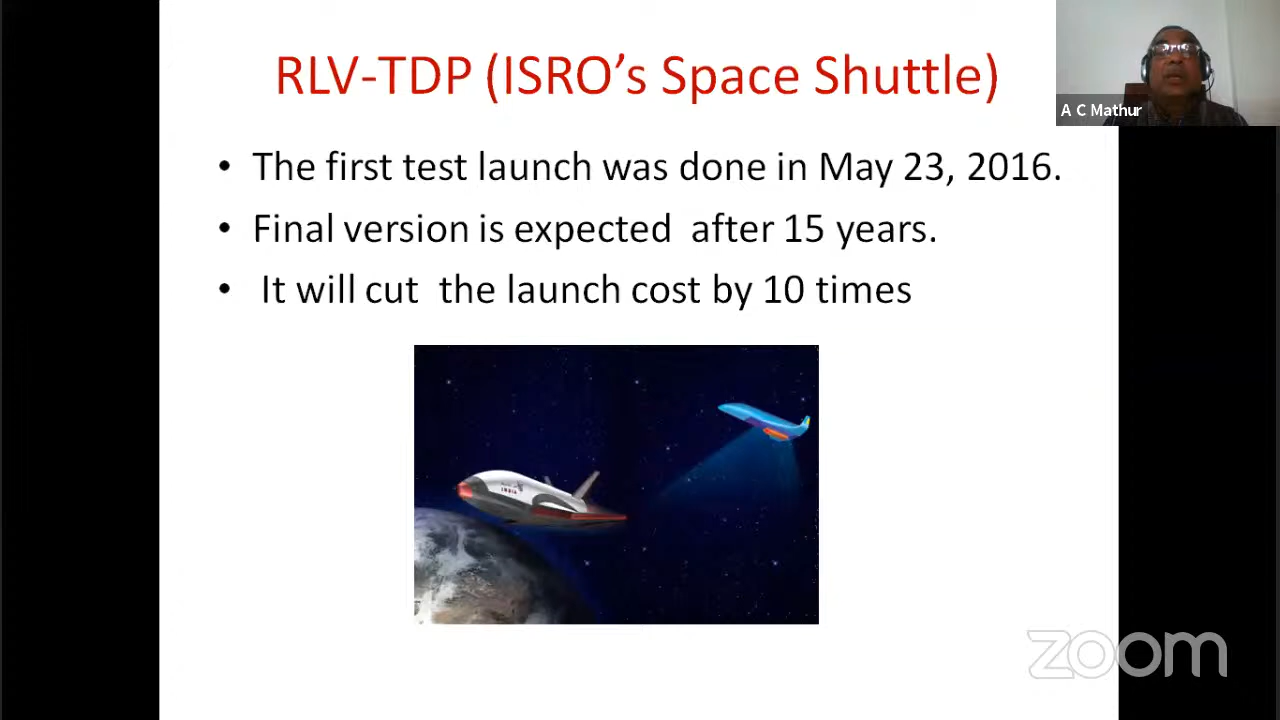 RLV-TDP (ISRO's Space Shuttle)
A C Mathur
• The first test launch was done in May 23, 2016.
• Final version is expected after 15 years.
• It will cut the launch cost by 10 times
INDIA
zoom